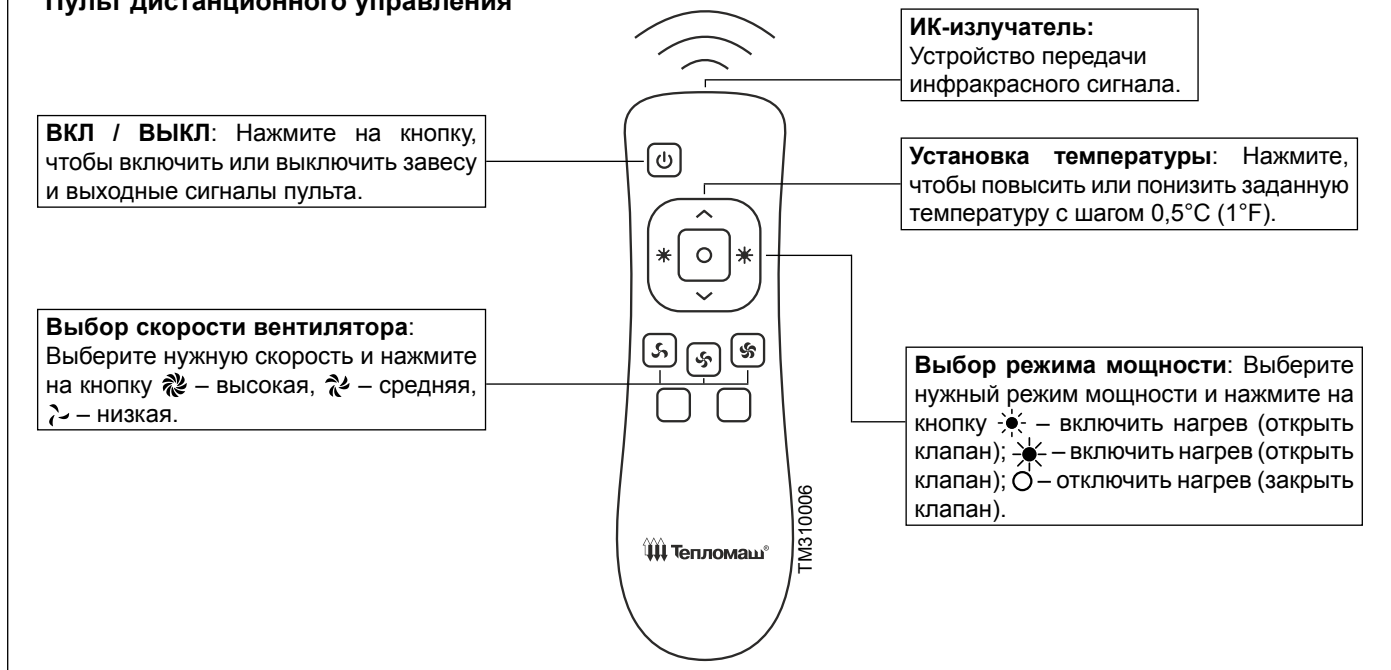 Пульт дистанционного управления
ИК-излучатель:
Устройство передачи
инфракрасного сигнала.
ВКЛ / ВЫКЛ: Нажмите на кнопку,
чтобы включить или выключить завесу
и выходные сигналы пульта.
Установка температуры: Нажмите,
чтобы повысить или понизить заданную
температуру с шагом 0,5°C (1°F).
Выбор скорости вентилятора:
Выберите нужную скорость и нажмите
на кнопку – высокая, – средняя,
– низкая.
Выбор режима мощности: Выберите
нужный режим мощности и нажмите на
кнопку – включить нагрев (открыть
клапан); – включить нагрев (открыть
клапан); – отключить нагрев (закрыть
клапан).
Тепломаш®
TM310006